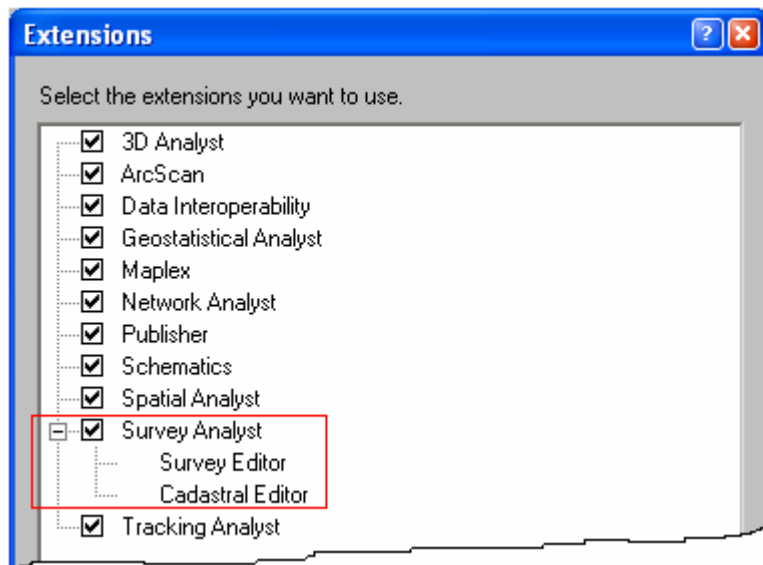 Extensions
Select the extensions you want to use.
3D Analyst
ArcScan
Data Interoperability
Geostatistical Analyst
Maplex
Network Analyst
Publisher
Schematics
Spatial Analyst
Survey Analyst
Survey Editor
Cadastral Editor
Tracking Analyst